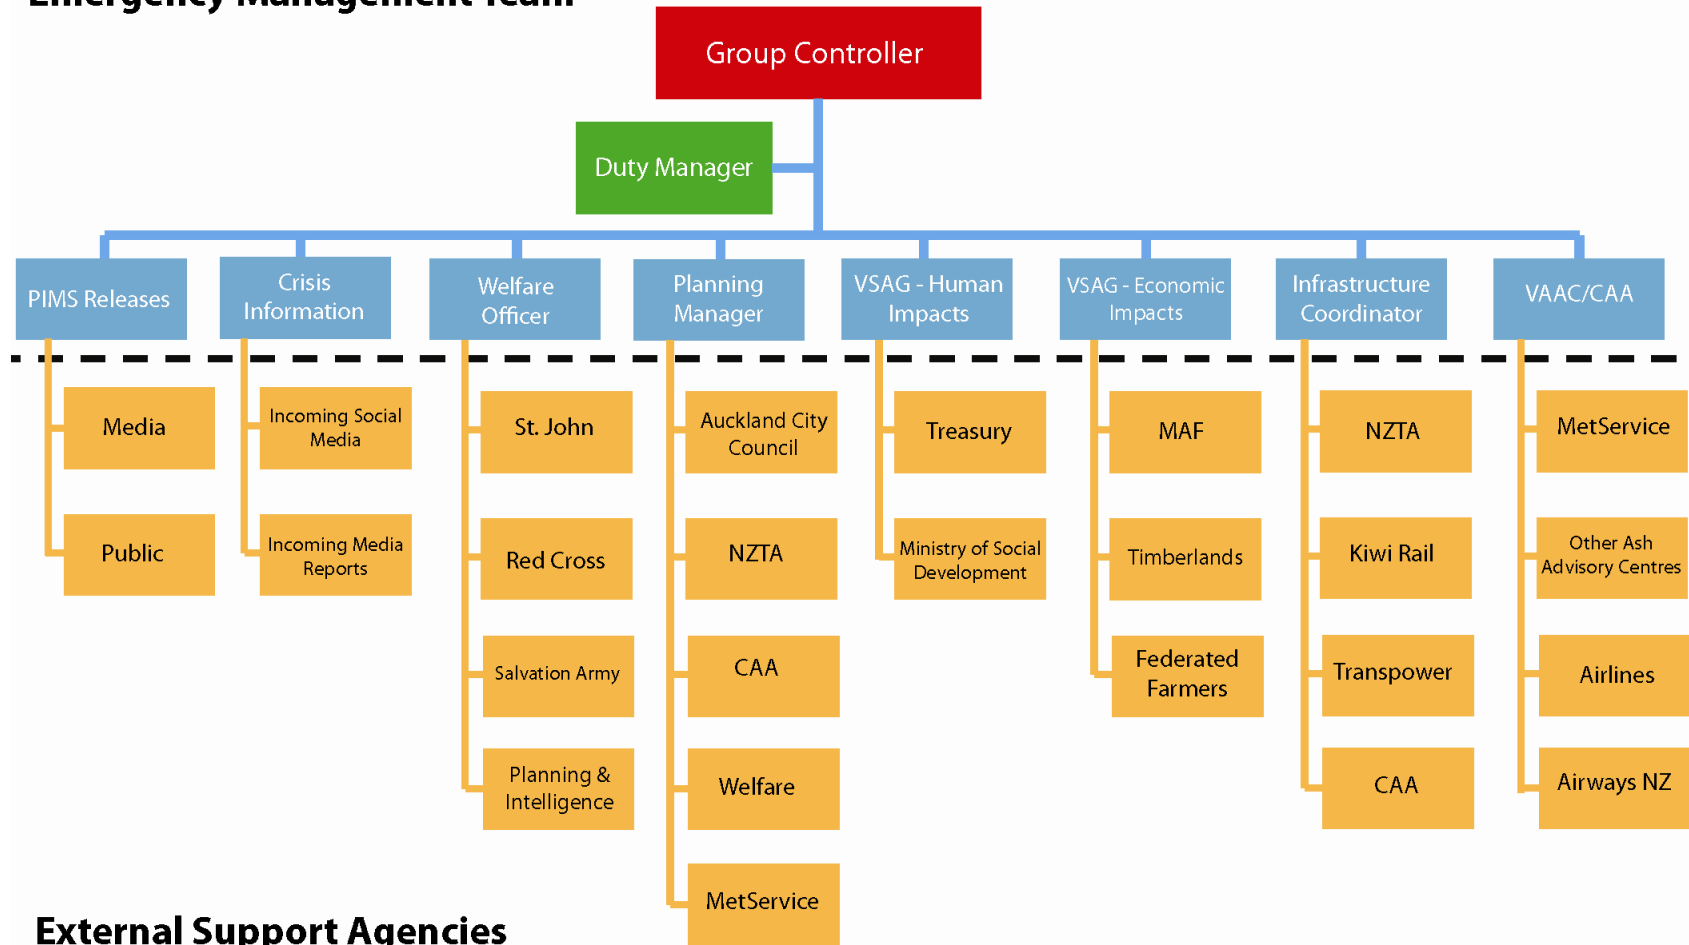 Emergency Management Team
Group Controller
Duty Manager
PIMS Releases
Crisis
Information
Welfare
Officer
Planning
Manager
VSAG - Human
Impacts
VSAG - Economic
Impacts
Infrastructure
Coordinator
VAAC/CAA
Media
Public
Incoming Social
Media
Incoming Media
Reports
St. John
Red Cross
Salvation Army
Planning &
Intelligence
Auckland City
Council
NZTA
CAA
Welfare
MetService
Treasury
Ministry of Social
Development
MAF
Timberlands
Federated
Farmers
NZTA
Kiwi Rail
Transpower
CAA
MetService
Other Ash
Advisory Centres
Airlines
Airways NZ
External Support Agencies